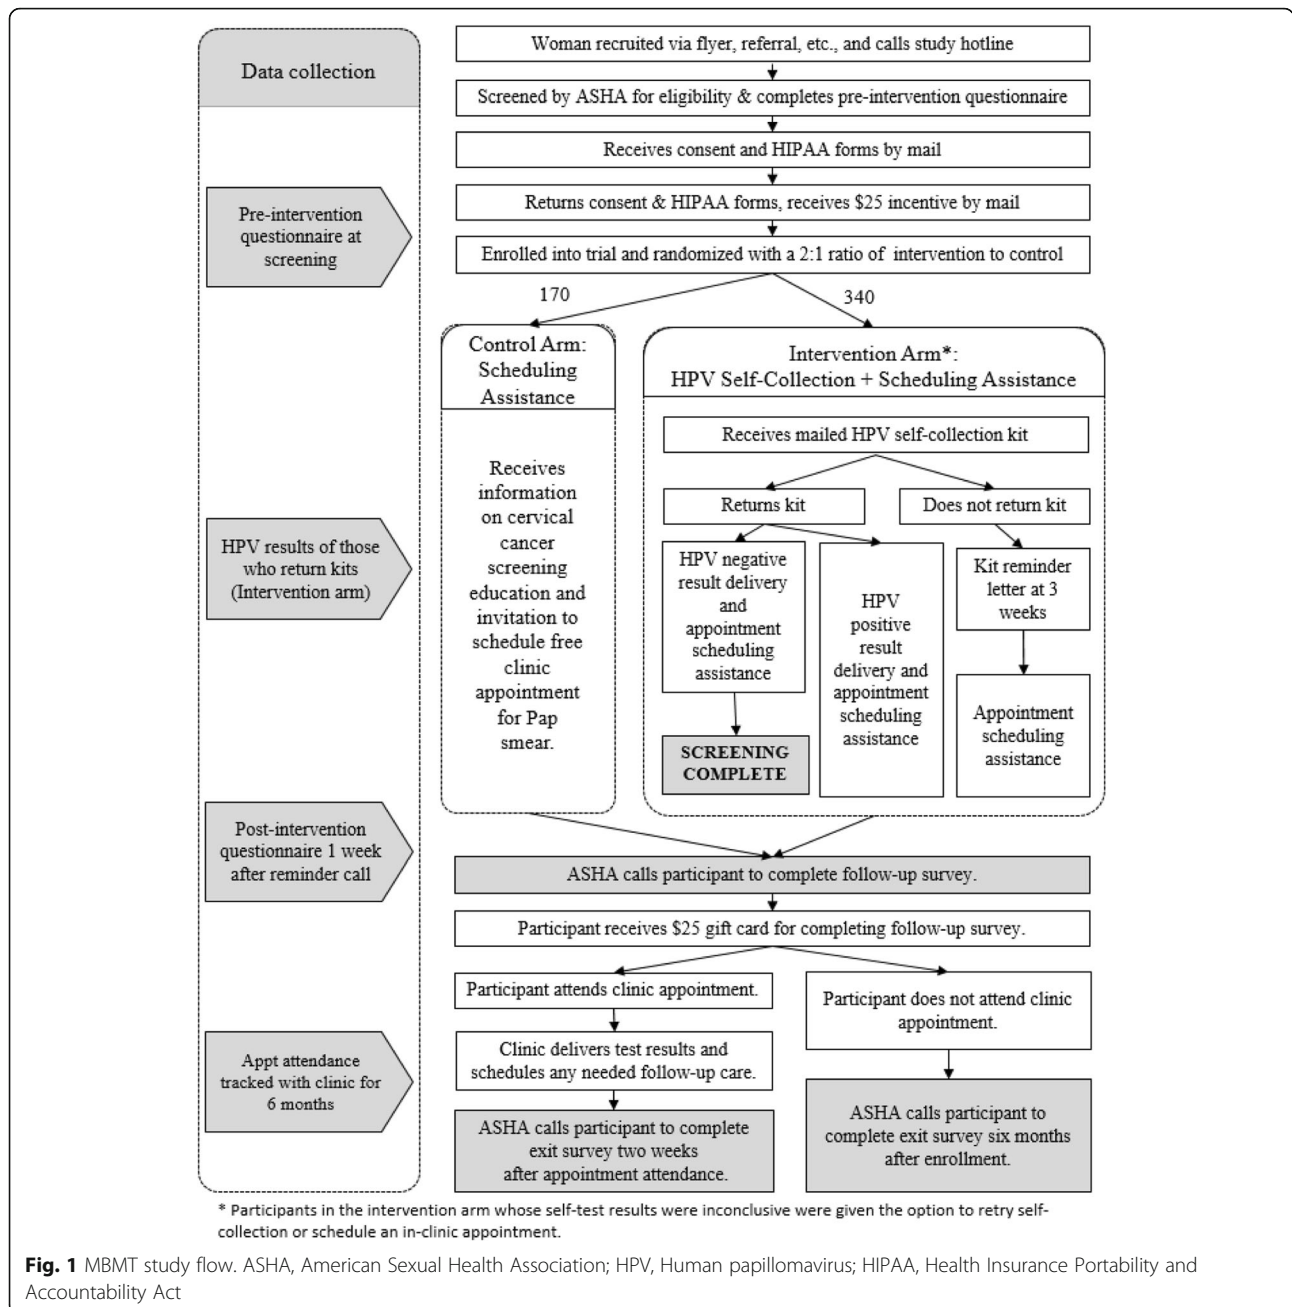 Data collection
Pre-intervention
questionnaire at
screening
HPV results of those
who return kits
(Intervention arm)
Post-intervention
questionnaire 1 week
after reminder call
Appt attendance
tracked with clinic for
6 months
Woman recruited via flyer, referral, etc., and calls study hotline
Screened by ASHA for eligibility & completes pre-intervention questionnaire
Receives consent and HIPAA forms by mail
Returns consent & HIPAA forms, receives $25 incentive by mail
Enrolled into trial and randomized with a 2:1 ratio of intervention to control
170
340
Control Arm:
Scheduling
Assistance
Receives
information
on cervical
cancer
screening
education and
invitation to
schedule free
clinic
appointment
for Pap
smear.
Intervention Arm*:
HPV Self-Collection + Scheduling Assistance
Receives mailed HPV self-collection kit
Returns kit
Does not return kit
HPV negative
result delivery
and
appointment
scheduling
assistance
SCREENING
COMPLETE
HPV
positive
result
delivery and
appointment
scheduling
assistance
Kit reminder
letter at 3
weeks
Appointment
scheduling
assistance
ASHA calls participant to complete follow-up survey.
Participant receives $25 gift card for completing follow-up survey.
Participant attends clinic appointment.
Clinic delivers test results and
schedules any needed follow-up care.
ASHA calls participant to complete
exit survey two weeks
after appointment attendance.
Participant does not attend clinic
appointment.
ASHA calls participant to
complete exit survey six months
after enrollment.
* Participants in the intervention arm whose self-test results were inconclusive were given the option to retry self-
collection or schedule an in-clinic appointment.
Fig. 1 MBMT study flow. ASHA, American Sexual Health Association; HPV, Human papillomavirus; HIPAA, Health Insurance Portability and
Accountability Act